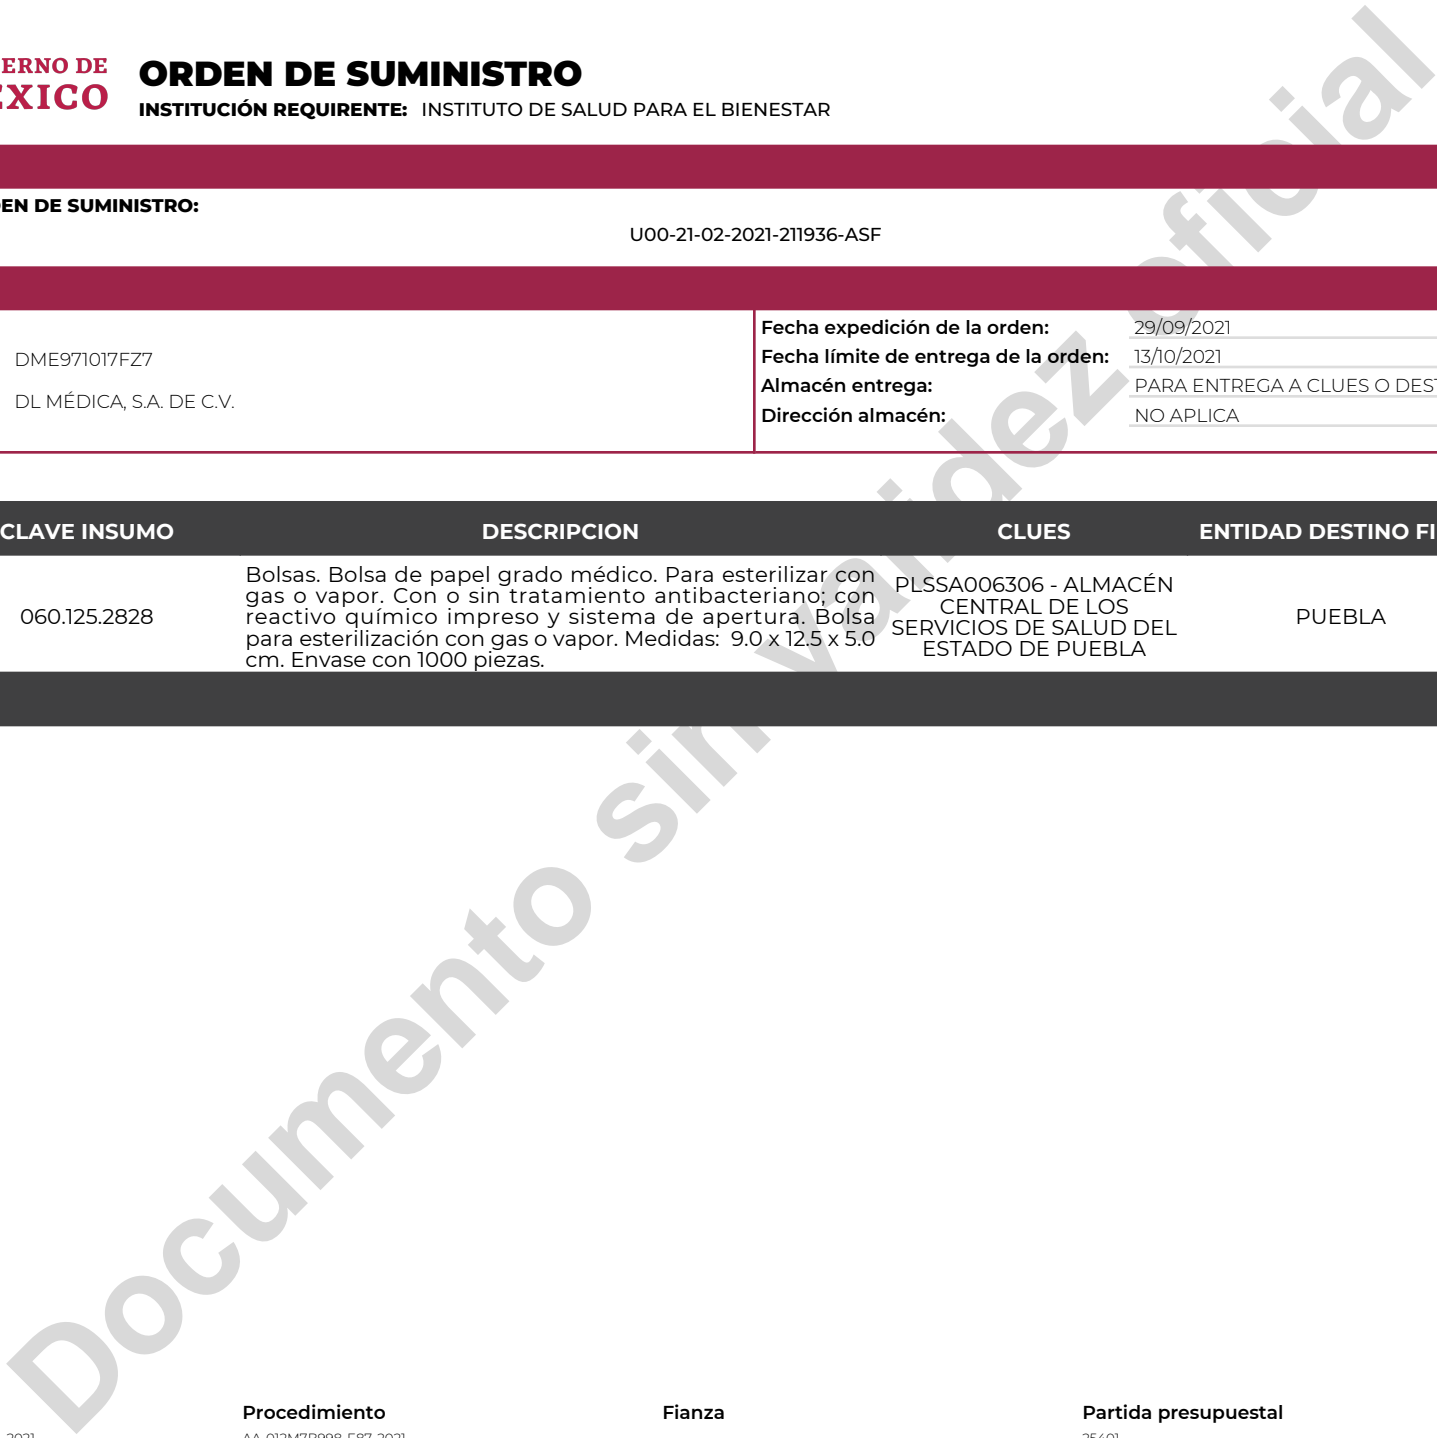 ERNO DE
ORDEN DE SUMINISTRO
EXICO
INSTITUCIÓN REQUIRENTE: INSTITUTO DE SALUD PARA EL BIENESTAR
EN DE SUMINISTRO:
U00-21-02-2021-211936-ASF
DME971017FZ7
DL MÉDICA, S.A. DE C.V.
Fecha expedición de la orden: 29/09/2021
Fecha límite de entrega de la orden: 13/10/2021
Almacén entrega: PARA ENTREGA A CLUES O DEST
Dirección almacén: NO APLICA
CLAVE INSUMO DESCRIPCION CLUES ENTIDAD DESTINO FI
060.125.2828
Bolsas. Bolsa de papel grado médico. Para esterilizar con
gas o vapor. Con o sin tratamiento antibacteriano; con
reactivo químico impreso y sistema de apertura. Bolsa
para esterilización con gas o vapor. Medidas: 9.0 x 12.5 x 5.0
cm. Envase con 1000 piezas.
PLSSA006306 - ALMACÉN
CENTRAL DE LOS
SERVICIOS DE SALUD DEL
ESTADO DE PUEBLA
PUEBLA
Documento sin validez oficial
Procedimiento Fianza Partida presupuestal
2021 25401